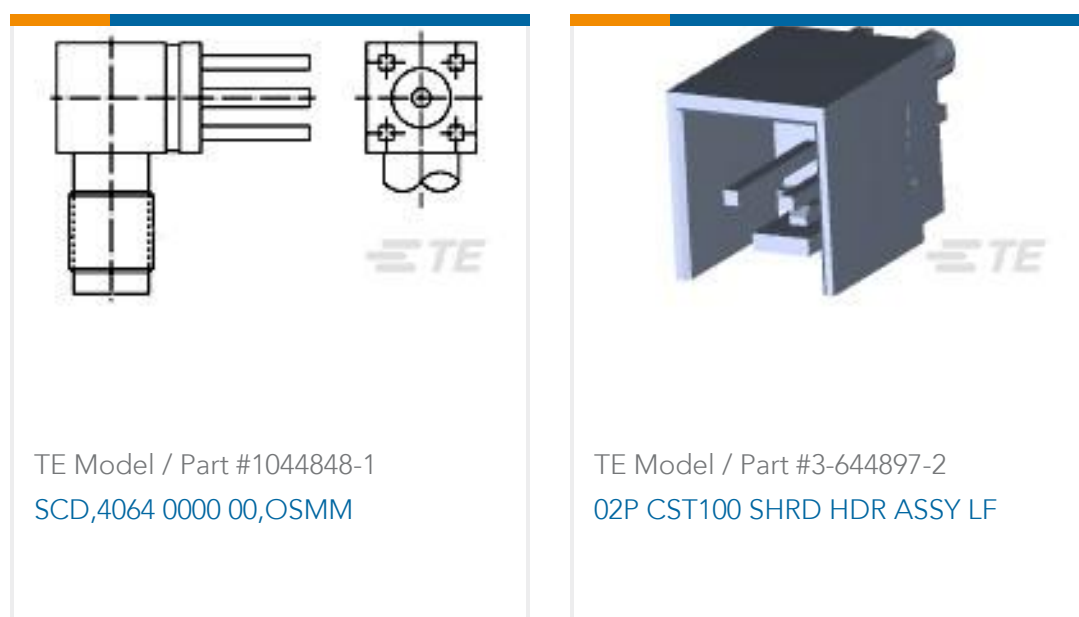 TE
TE
TE Model / Part #1044848-1
SCD,4064 0000 00,OSMM
TE Model / Part #3-644897-2
02P CST100 SHRD HDR ASSY LF